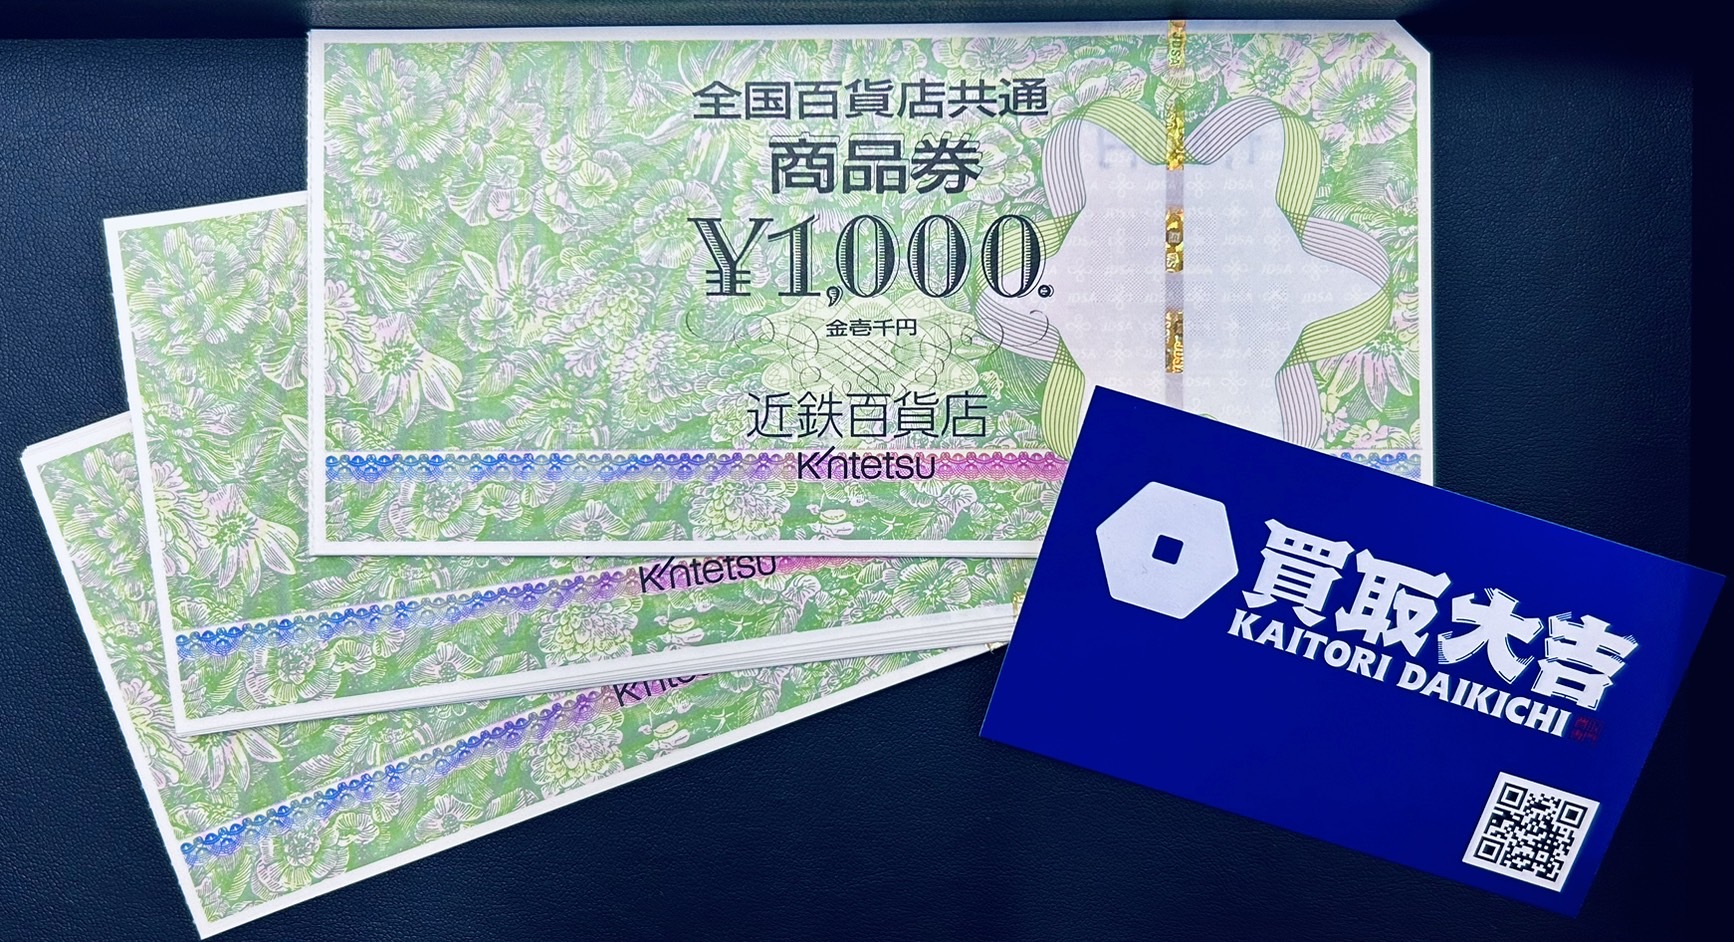 全国百貨店共通
商品券
¥1,000.
金壱千円
近鉄百貨店
Kintetsu
Kintetsu
JDSA
買取大吉
KAITORI DAIKICHI